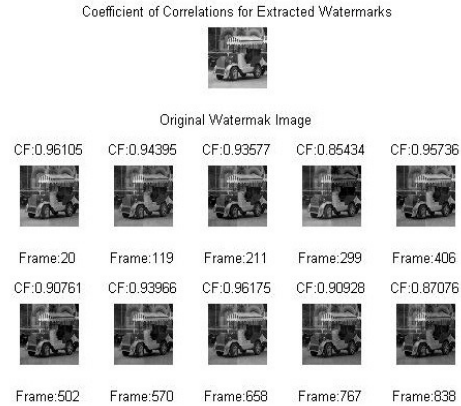 Coefficient of Correlations for Extracted Watermarks
Original Watermak Image
CF:0.96105 CF:0.94395 CF:0.93577 CF:0.85434 CF:0.95736
Frame:20 Frame:119 Frame:211 Frame:299 Frame:406
CF:0.90761 CF:0.93966 CF:0.96175 CF:0.90928 CF:0.87076
Frame:502 Frame:570 Frame:658 Frame:767 Frame:838